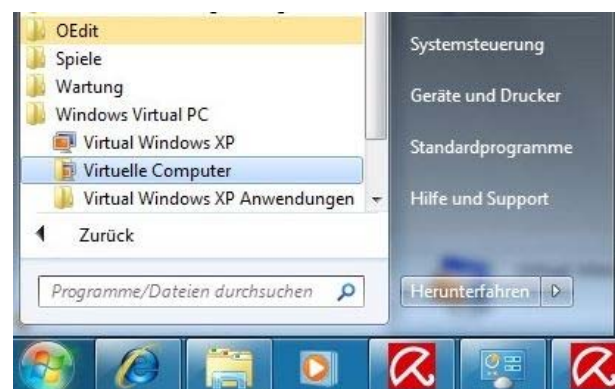 OEdit
Spiele
Wartung
Windows Virtual PC
Virtual Windows XP
Virtuelle Computer
Virtual Windows XP Anwendungen
Zurück
Programme/Dateien durchsuchen
Systemsteuerung
Geräte und Drucker
Standardprogramme
Hilfe und Support
Herunterfahren